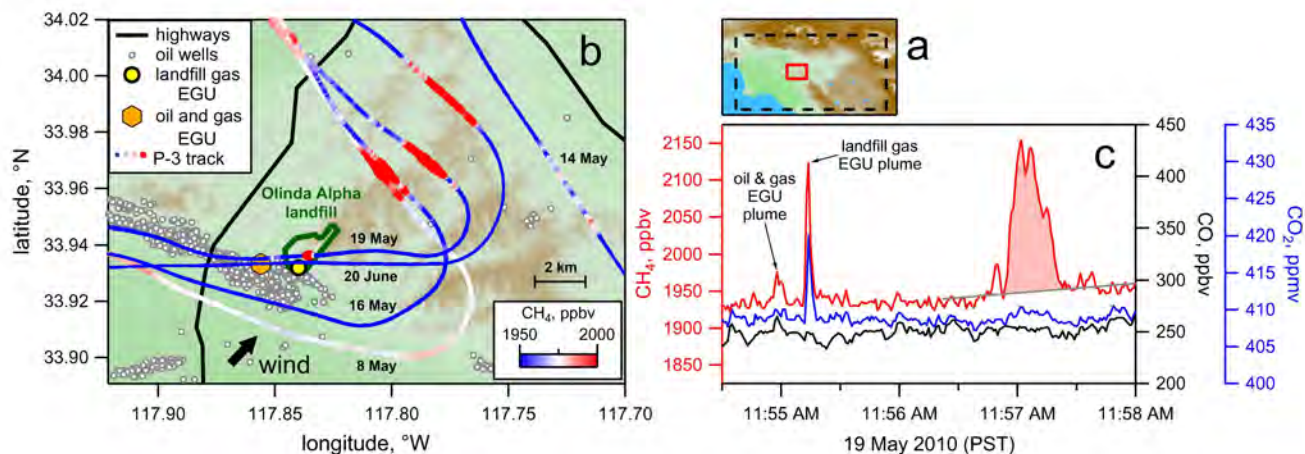 34.02
34.00
33.98
33.96
33.94
33.92
33.90
latitude, °N
117.90
117.85
117.80
117.75
117.70
longitude, °W
highways
oil wells
landfill gas
EGU
oil and gas
EGU
P-3 track
b
14 May
Olinda Alpha
landfill
19 May
20 June
16 May
8 May
2 km
wind
CH4, ppbv
1950
2000
a
c
2150
2100
2050
2000
1950
1900
1850
CH4, ppbv
oil & gas
EGU
plume
landfill gas
EGU plume
450
400
350
300
250
200
CO, ppbv
435
430
425
420
415
410
405
400
CO2, ppmv
11:55 AM
11:56 AM
11:57 AM
11:58 AM
19 May 2010 (PST)